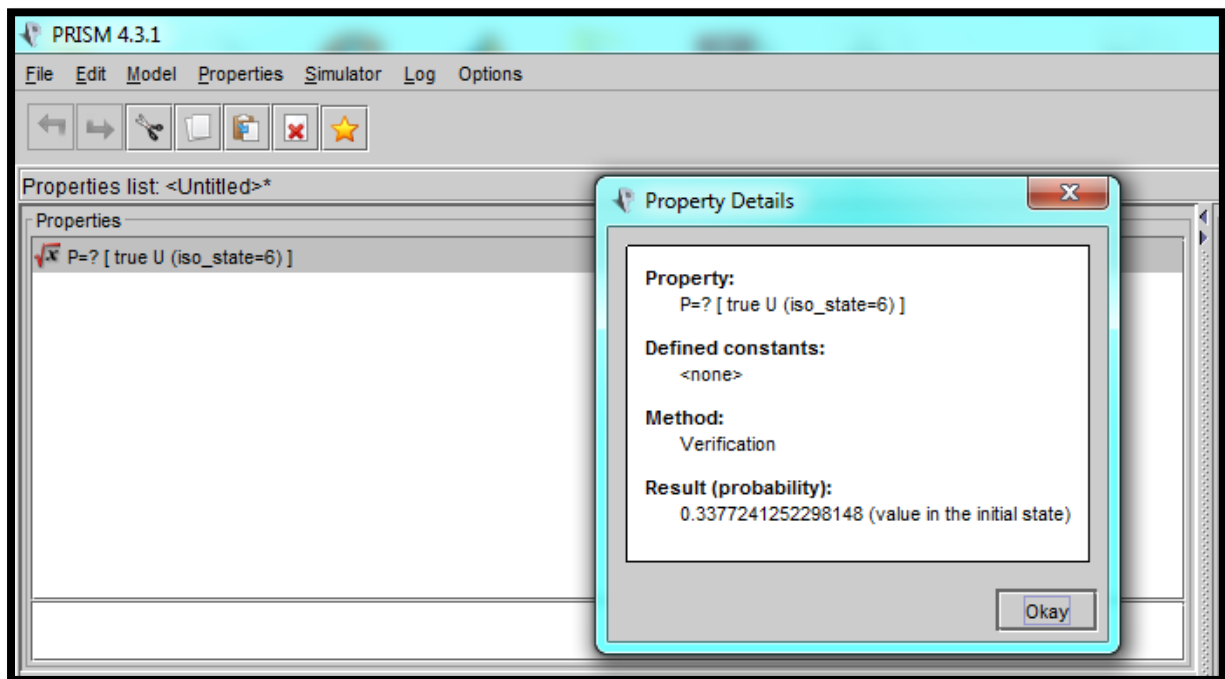 PRISM 4.3.1
File Edit Model Properties Simulator Log Options
Properties list: <Untitled>*
Properties
P=? [ true U (iso_state=6) ]
Property Details
Property:
P=? [ true U (iso_state=6) ]
Defined constants:
<none>
Method:
Verification
Result (probability):
0.3377241252298148 (value in the initial state)
Okay